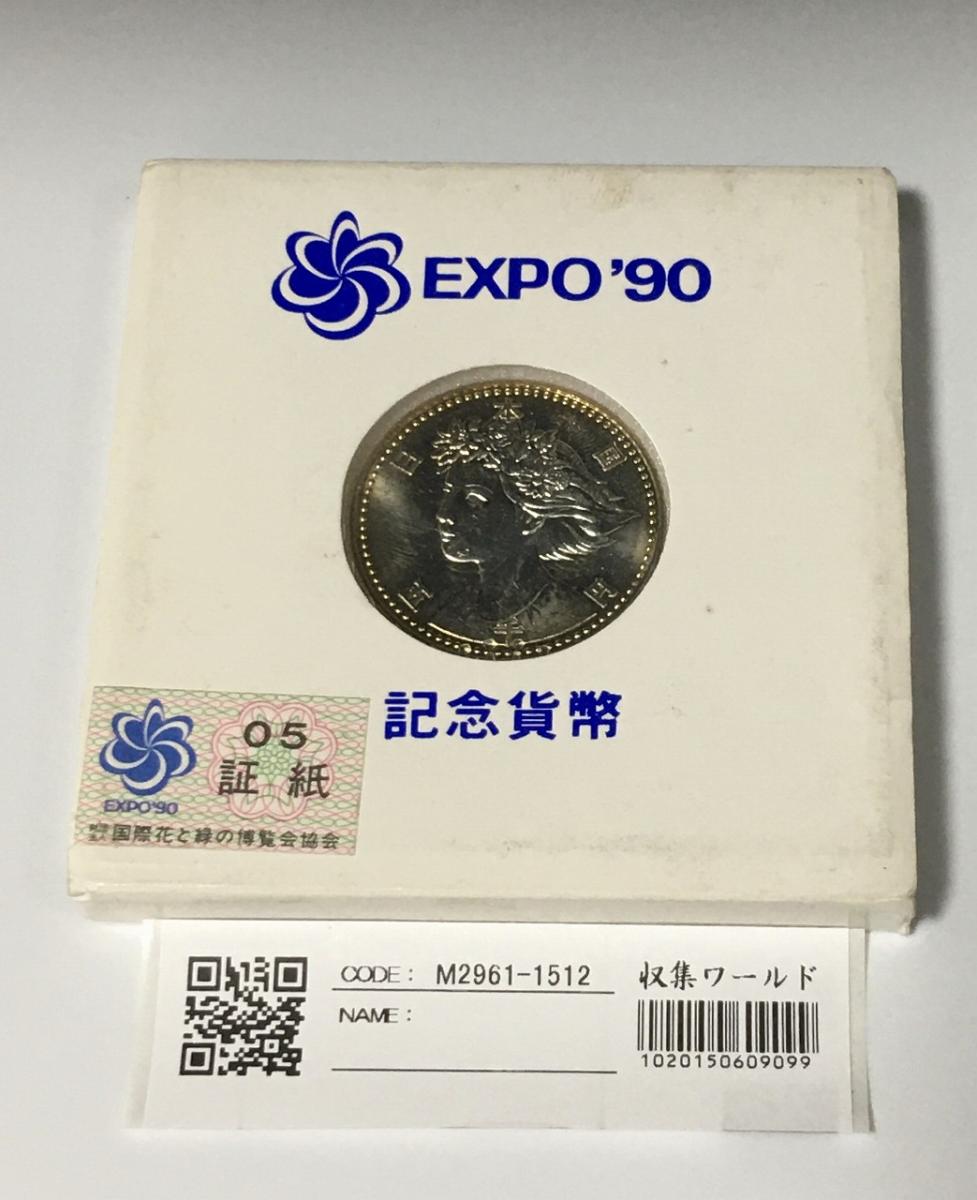 EXPO '90
日本国
五千円
記念貨幣
05
証紙
EXPO'90
国際花と緑の博覧会協会
CODE: M2961-1512
収集ワールド
NAME:
1020150609099